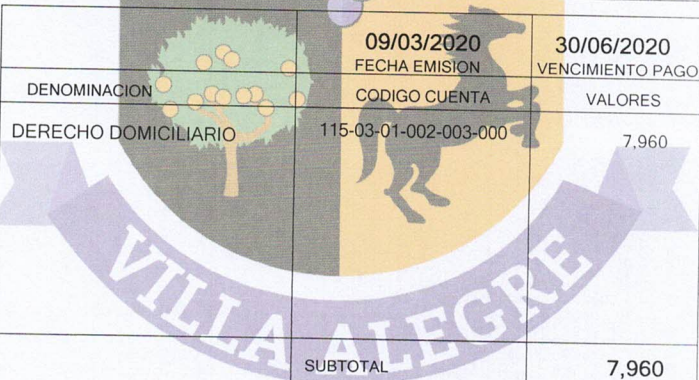 09/03/2020 30/06/2020
FECHA EMISION VENCIMIENTO PAGO
DENOMINACION CODIGO CUENTA VALORES
DERECHO DOMICILIARIO 115-03-01-002-003-000 7,960
VILLA ALEGRE
SUBTOTAL 7,960